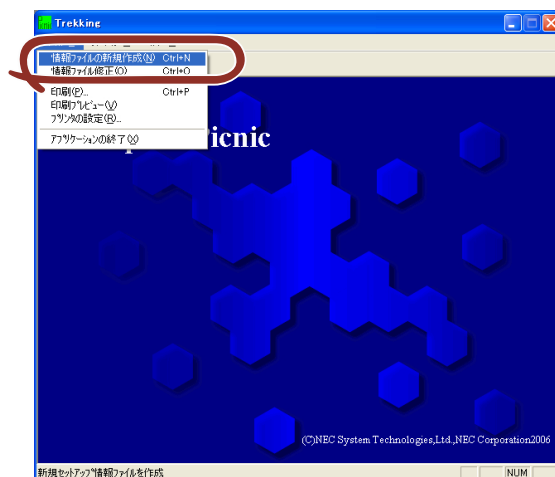 Trekking
情報ファイルの新規作成(N) Ctrl+N
情報ファイル修正(O) Ctrl+O
印刷(P)... Ctrl+P
印刷プレビュー(V)
プリンタの設定(R)...
アプリケーションの終了(X)
icnic
(C)NEC System Technologies,Ltd.,NEC Corporation2006
新規セットアップ情報ファイルを作成
NUM